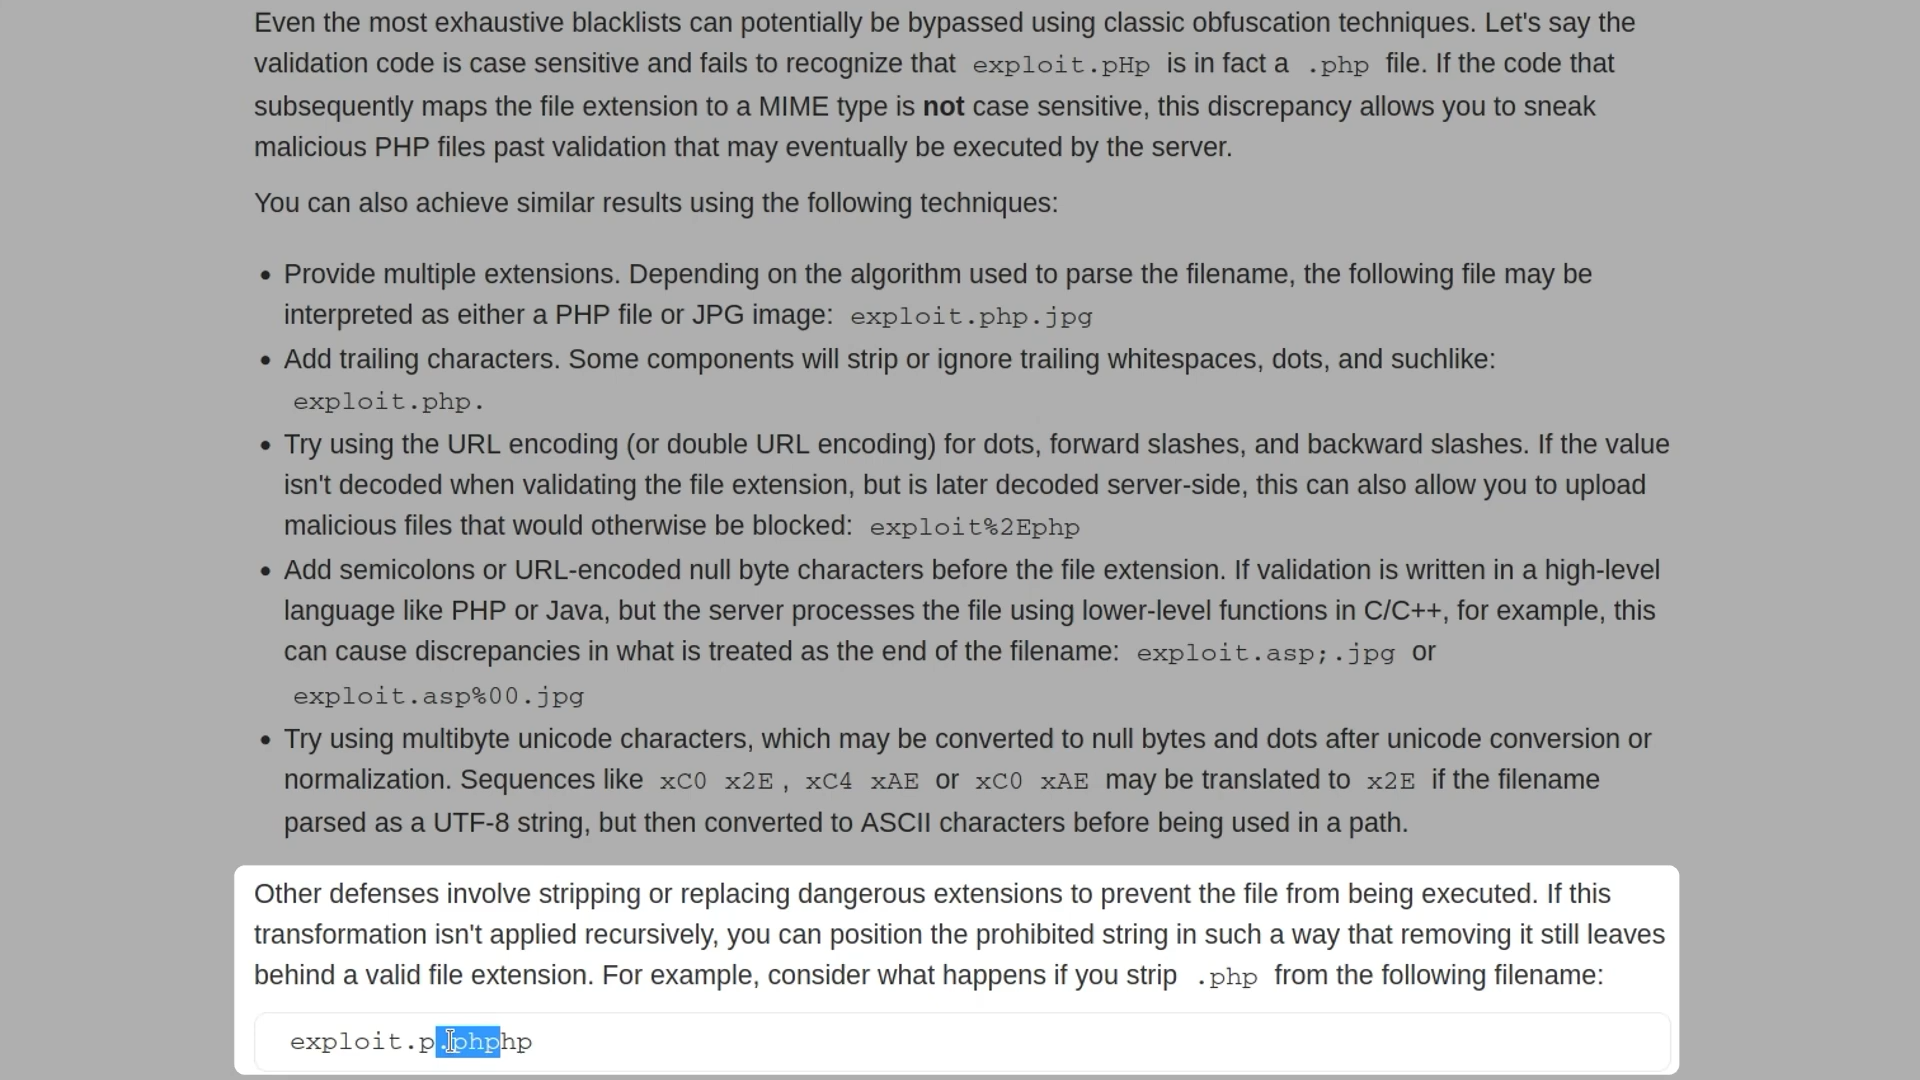 Even the most exhaustive blacklists can potentially be bypassed using classic obfuscation techniques. Let's say the
validation code is case sensitive and fails to recognize that exploit.pHp is in fact a .php file. If the code that
subsequently maps the file extension to a MIME type is not case sensitive, this discrepancy allows you to sneak
malicious PHP files past validation that may eventually be executed by the server.
You can also achieve similar results using the following techniques:
• Provide multiple extensions. Depending on the algorithm used to parse the filename, the following file may be
interpreted as either a PHP file or JPG image: exploit.php.jpg
• Add trailing characters. Some components will strip or ignore trailing whitespaces, dots, and suchlike:
exploit.php.
• Try using the URL encoding (or double URL encoding) for dots, forward slashes, and backward slashes. If the value
isn't decoded when validating the file extension, but is later decoded server-side, this can also allow you to upload
malicious files that would otherwise be blocked: exploit%2Ephp
• Add semicolons or URL-encoded null byte characters before the file extension. If validation is written in a high-level
language like PHP or Java, but the server processes the file using lower-level functions in C/C++, for example, this
can cause discrepancies in what is treated as the end of the filename: exploit.asp;.jpg or
exploit.asp%00.jpg
• Try using multibyte unicode characters, which may be converted to null bytes and dots after unicode conversion or
normalization. Sequences like xC0 x2E, xC4 xAE or xC0 xAE may be translated to x2E if the filename
parsed as a UTF-8 string, but then converted to ASCII characters before being used in a path.
Other defenses involve stripping or replacing dangerous extensions to prevent the file from being executed. If this
transformation isn't applied recursively, you can position the prohibited string in such a way that removing it still leaves
behind a valid file extension. For example, consider what happens if you strip .php from the following filename:
exploit.p.phphp